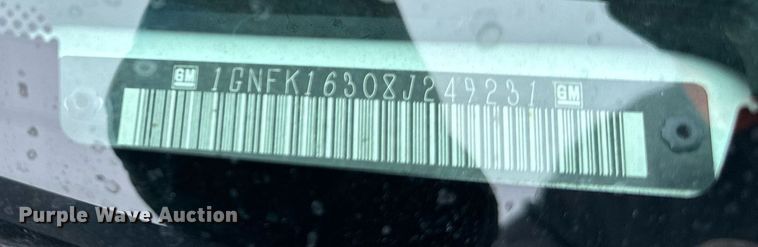 GM 1GNFK16308J249231 GM
Purple Wave Auction